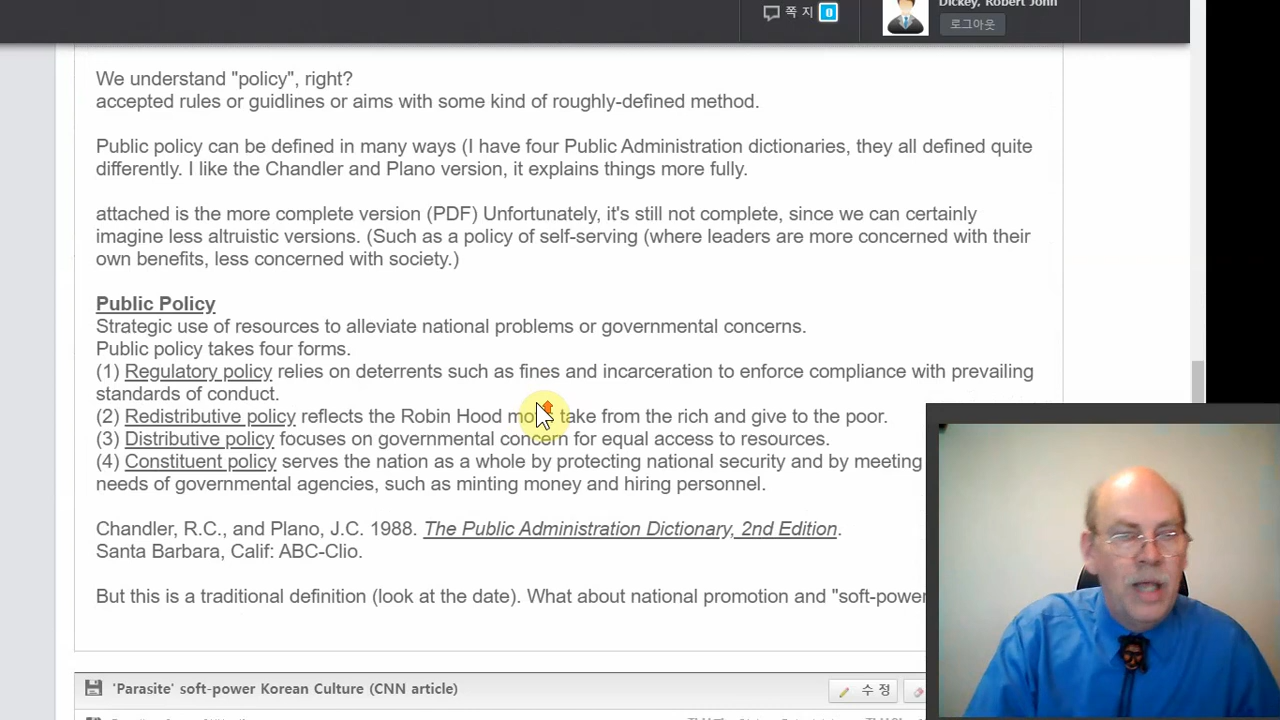 쪽 지 0
Dickey, Robert John
로그아웃
We understand "policy", right?
accepted rules or guidlines or aims with some kind of roughly-defined method.
Public policy can be defined in many ways (I have four Public Administration dictionaries, they all defined quite
differently. I like the Chandler and Plano version, it explains things more fully.
attached is the more complete version (PDF) Unfortunately, it's still not complete, since we can certainly
imagine less altruistic versions. (Such as a policy of self-serving (where leaders are more concerned with their
own benefits, less concerned with society.)
Public Policy
Strategic use of resources to alleviate national problems or governmental concerns.
Public policy takes four forms.
(1) Regulatory policy relies on deterrents such as fines and incarceration to enforce compliance with prevailing
standards of conduct.
(2) Redistributive policy reflects the Robin Hood take from the rich and give to the poor.
(3) Distributive policy focuses on governmental concern for equal access to resources.
(4) Constituent policy serves the nation as a whole by protecting national security and by meeting
needs of governmental agencies, such as minting money and hiring personnel.
Chandler, R.C., and Plano, J.C. 1988. The Public Administration Dictionary, 2nd Edition.
Santa Barbara, Calif: ABC-Clio.
But this is a traditional definition (look at the date). What about national promotion and "soft-power
'Parasite' soft-power Korean Culture (CNN article)
수 정